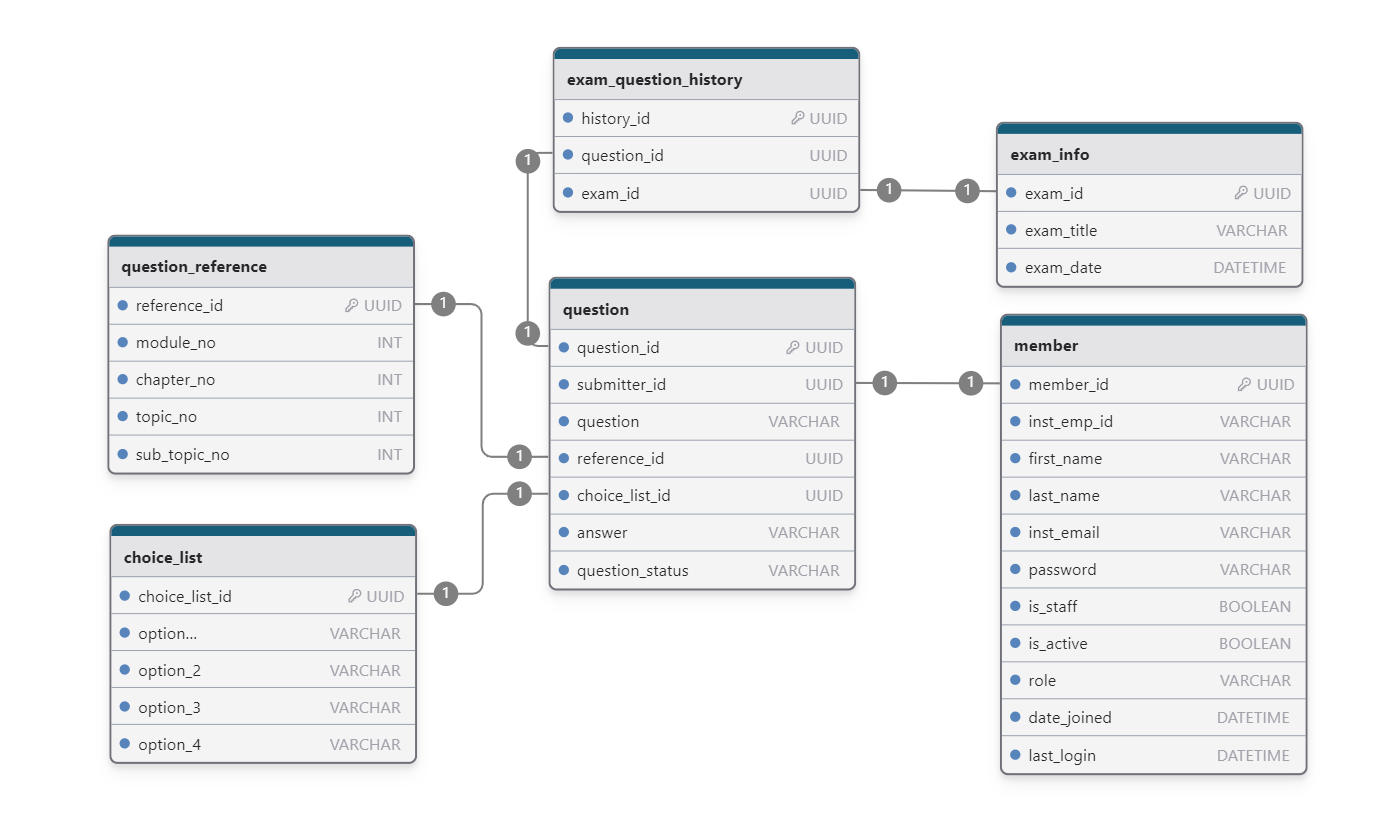 exam_question_history
history_id UUID
question_id UUID
exam_id UUID
1
1
1
1
exam_info
exam_id UUID
exam_title VARCHAR
exam_date DATETIME
question_reference
reference_id UUID
module_no INT
chapter_no INT
topic_no INT
sub_topic_no INT
1
1
question
question_id UUID
submitter_id UUID
question VARCHAR
reference_id UUID
choice_list_id UUID
answer VARCHAR
question_status VARCHAR
1
1
member
member_id UUID
inst_emp_id VARCHAR
first_name VARCHAR
last_name VARCHAR
inst_email VARCHAR
password VARCHAR
is_staff BOOLEAN
is_active BOOLEAN
role VARCHAR
date_joined DATETIME
last_login DATETIME
1
1
choice_list
choice_list_id UUID
option... VARCHAR
option_2 VARCHAR
option_3 VARCHAR
option_4 VARCHAR